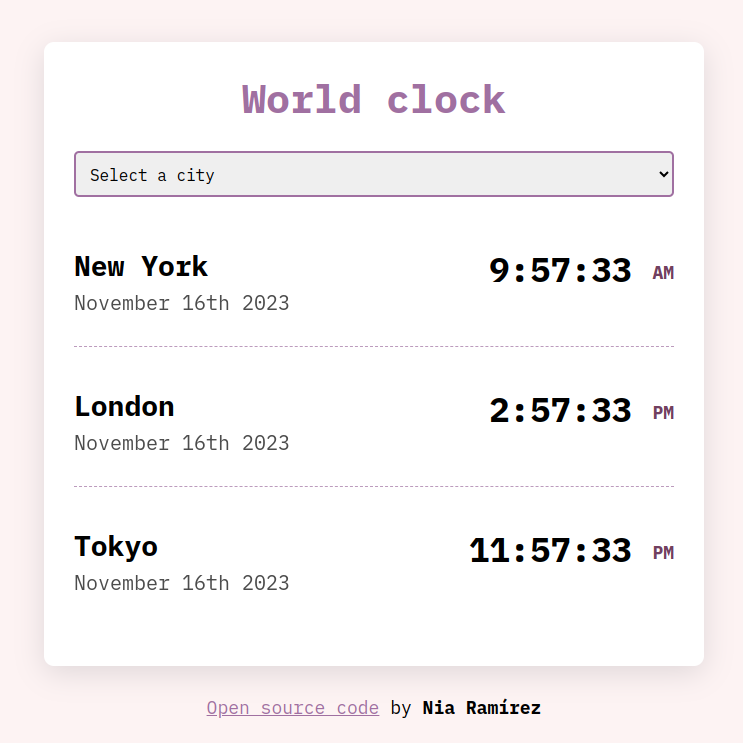 World clock
Select a city
New York 9:57:33 AM
November 16th 2023
London 2:57:33 PM
November 16th 2023
Tokyo 11:57:33 PM
November 16th 2023
Open source code by Nia Ramírez